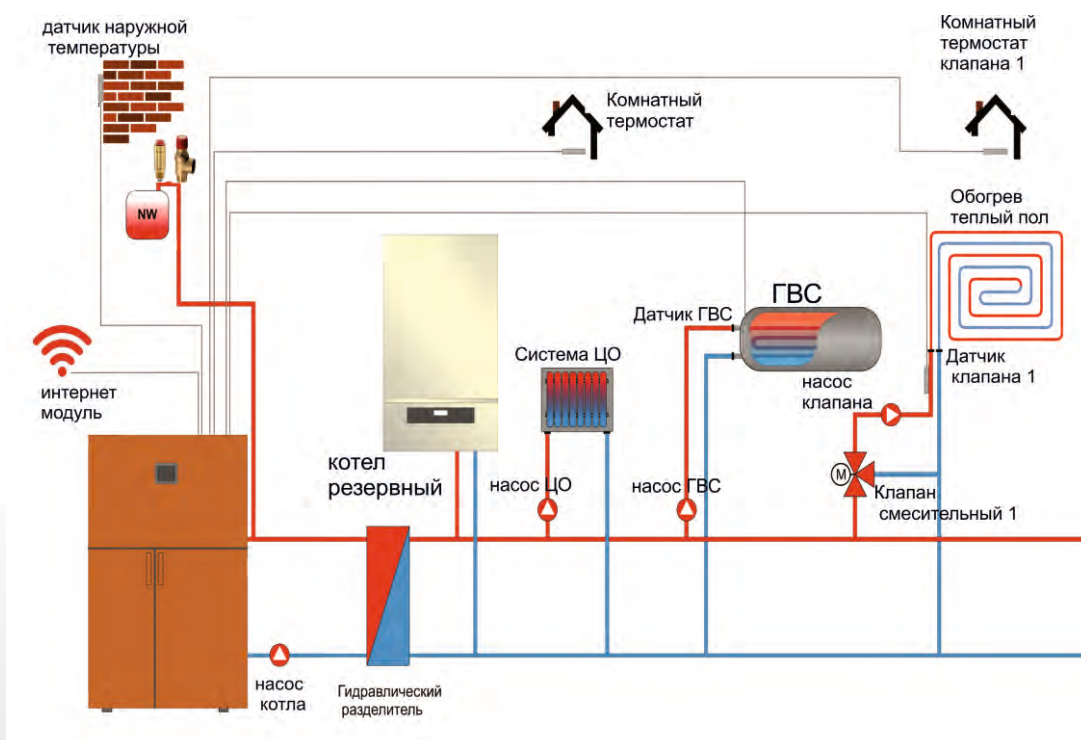 датчик наружной
температуры
Комнатный
термостат
клапана 1
Комнатный
термостат
NW
Обогрев
теплый пол
ГВС
Датчик ГВС
Система ЦО
Датчик
клапана 1
насос
клапана
интернет
модуль
котел
резервный
насос ЦО
насос ГВС
M
Клапан
смесительный 1
насос
котла
Гидравлический
разделитель